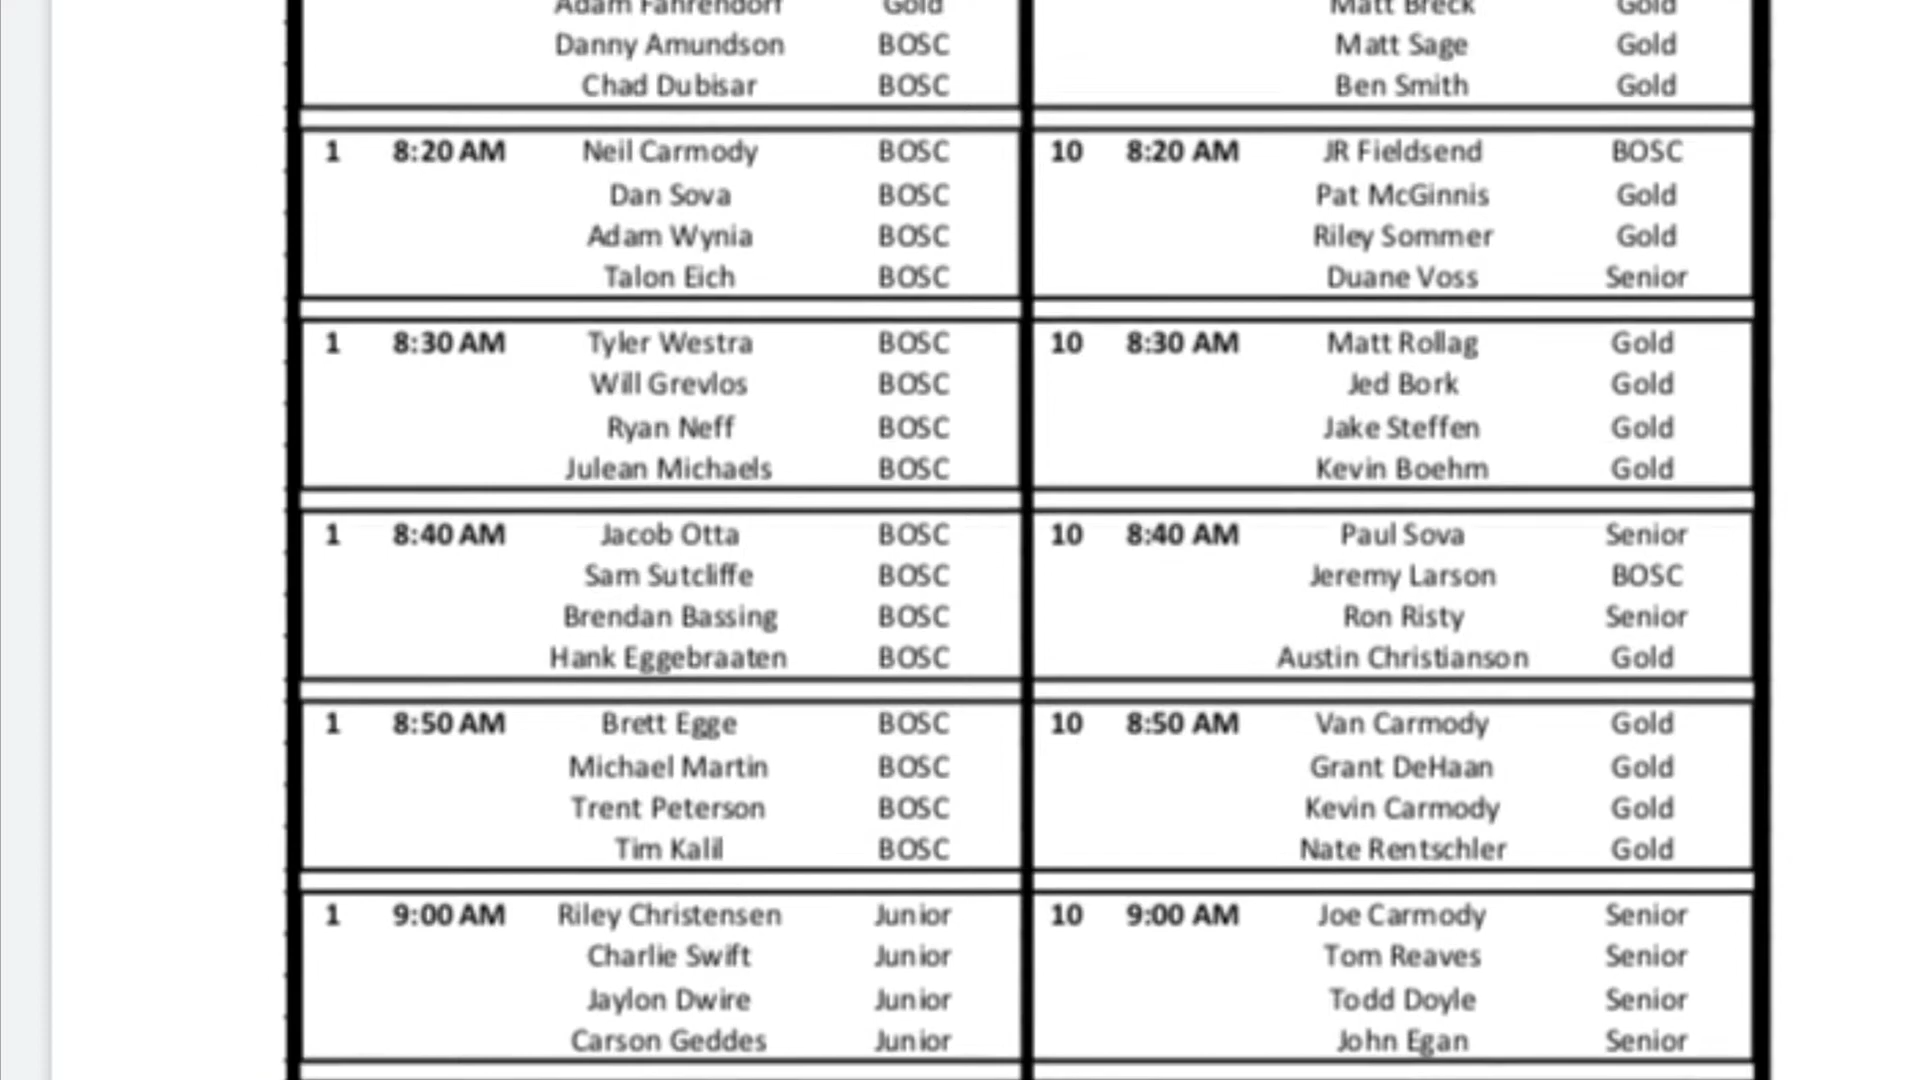 Adam Fahrendorf Gold Matt Breck Gold
Danny Amundson BOSC Matt Sage Gold
Chad Dubisar BOSC Ben Smith Gold
1 8:20 AM Neil Carmody BOSC 10 8:20 AM JR Fieldsend BOSC
Dan Sova BOSC Pat McGinnis Gold
Adam Wynia BOSC Riley Sommer Gold
Talon Eich BOSC Duane Voss Senior
1 8:30 AM Tyler Westra BOSC 10 8:30 AM Matt Rollag Gold
Will Grevlos BOSC Jed Bork Gold
Ryan Neff BOSC Jake Steffen Gold
Julean Michaels BOSC Kevin Boehm Gold
1 8:40 AM Jacob Otta BOSC 10 8:40 AM Paul Sova Senior
Sam Sutcliffe BOSC Jeremy Larson BOSC
Brendan Bassing BOSC Ron Risty Senior
Hank Eggebraaten BOSC Austin Christianson Gold
1 8:50 AM Brett Egge BOSC 10 8:50 AM Van Carmody Gold
Michael Martin BOSC Grant DeHaan Gold
Trent Peterson BOSC Kevin Carmody Gold
Tim Kalil BOSC Nate Rentschler Gold
1 9:00 AM Riley Christensen Junior 10 9:00 AM Joe Carmody Senior
Charlie Swift Junior Tom Reaves Senior
Jaylon Dwire Junior Todd Doyle Senior
Carson Geddes Junior John Egan Senior